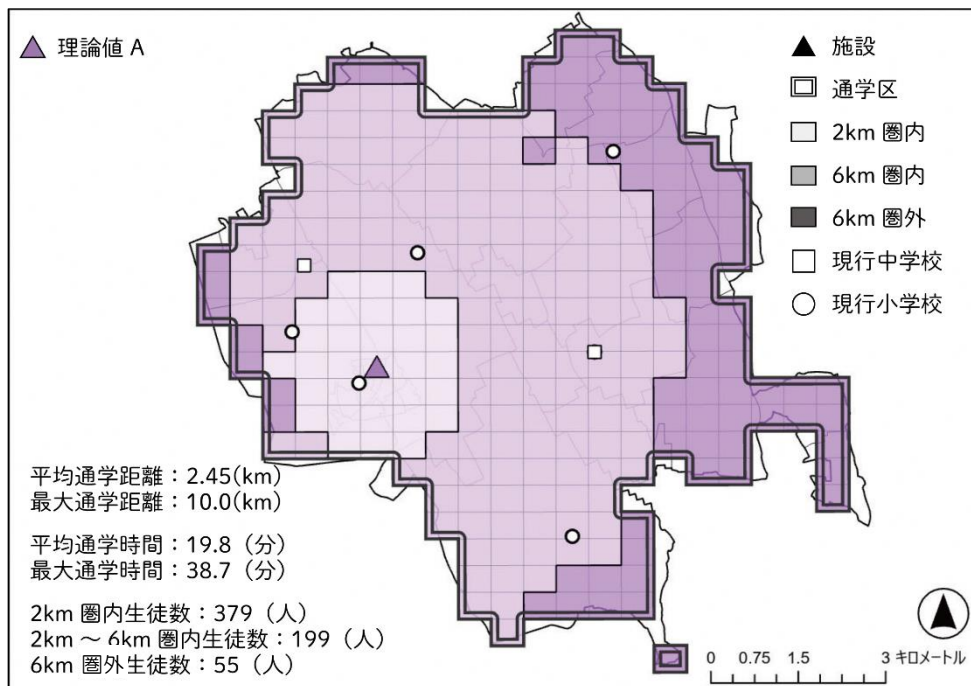 理論値 A
施設
通学区
2km 圏内
6km 圏内
6km 圏外
現行中学校
現行小学校
平均通学距離：2.45(km)
最大通学距離：10.0(km)
平均通学時間：19.8（分）
最大通学時間：38.7（分）
2km 圏内生徒数：379（人）
2km ～ 6km 圏内生徒数：199（人）
6km 圏外生徒数：55（人）
0 0.75 1.5 3 キロメートル